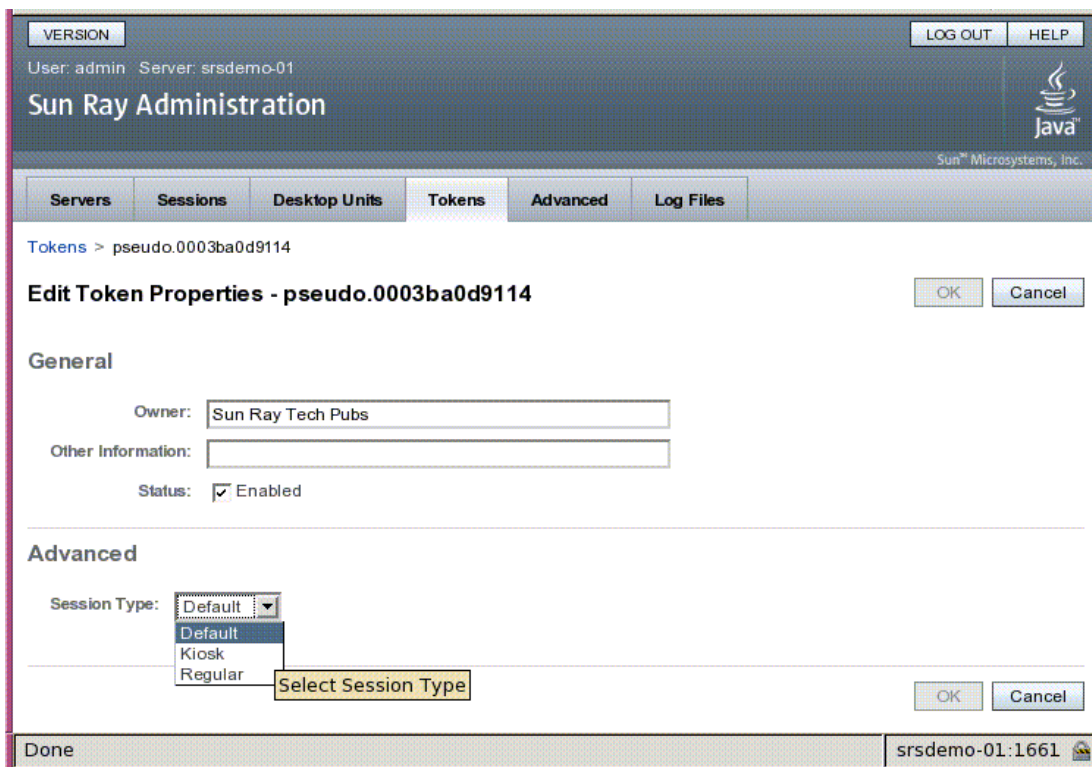 VERSION
LOG OUT HELP
User: admin Server: srsdemo-01
Sun Ray Administration
Java™
Sun™ Microsystems, Inc.
Servers Sessions Desktop Units Tokens Advanced Log Files
Tokens > pseudo.0003ba0d9114
Edit Token Properties - pseudo.0003ba0d9114
OK Cancel
General
Owner: Sun Ray Tech Pubs
Other Information:
Status: Enabled
Advanced
Session Type: Default
Default
Kiosk
Regular
Select Session Type
OK Cancel
Done
srsdemo-01:1661